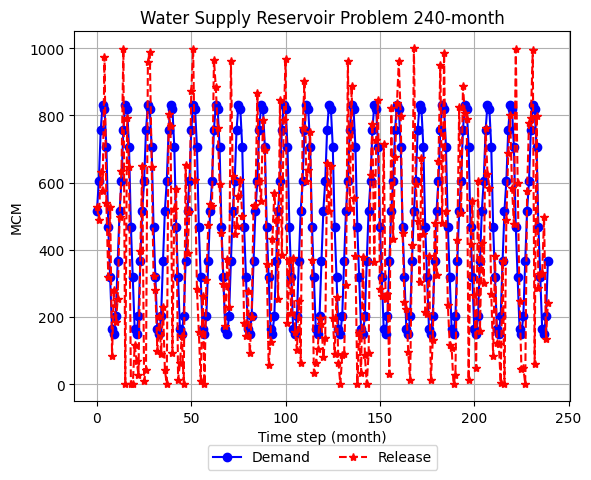 Water Supply Reservoir Problem 240-month
MCM
1000
800
600
400
200
0
0 50 100 150 200 250
Time step (month)
Demand Release